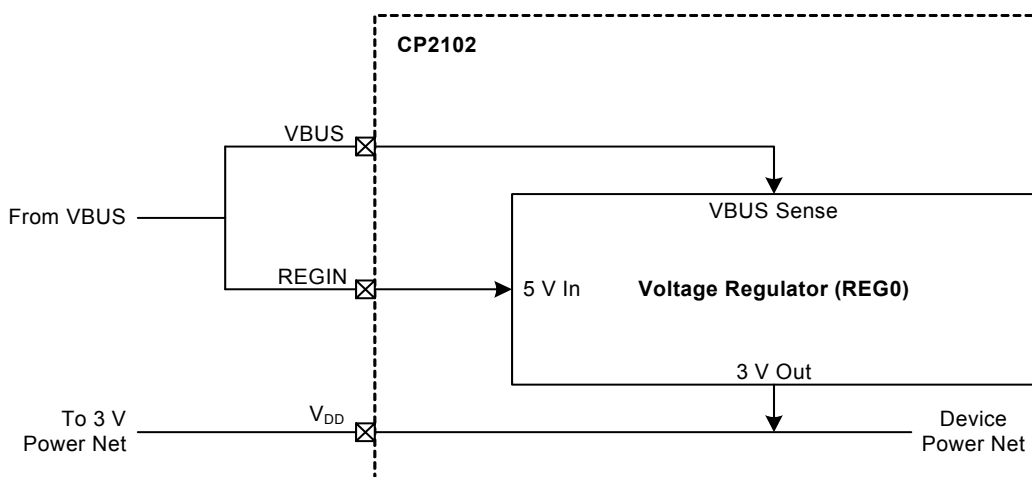 CP2102
VBUS
From VBUS
VBUS Sense
REGIN
5 V In
Voltage Regulator (REG0)
3 V Out
To 3 V
Power Net
VDD
Device
Power Net